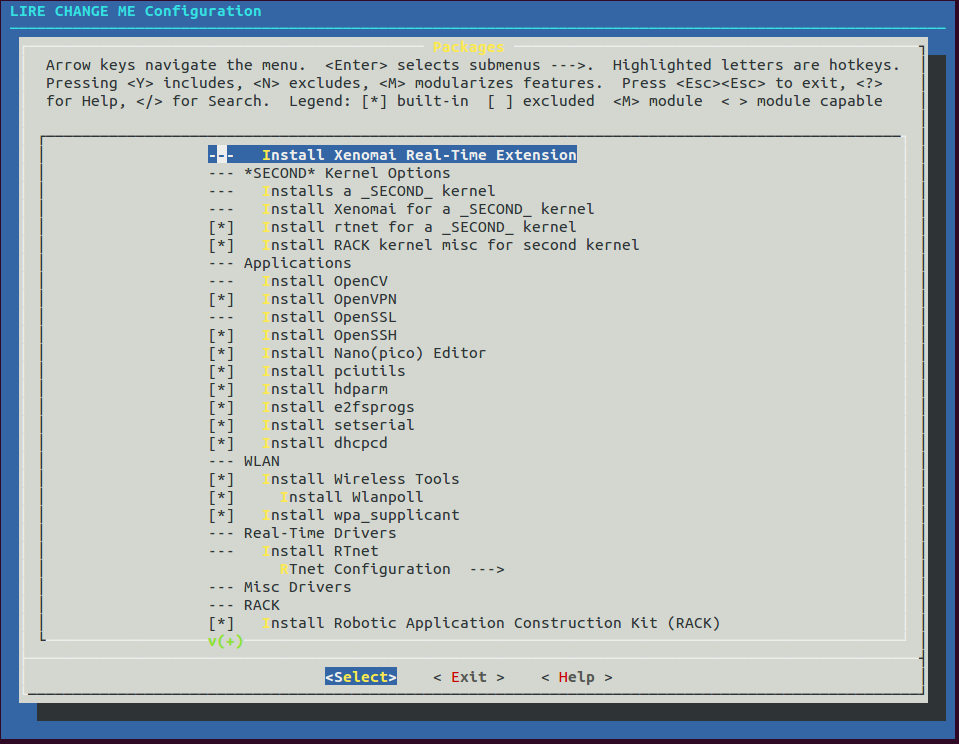 LIRE CHANGE ME Configuration
Packages
Arrow keys navigate the menu.  <Enter> selects submenus --->.  Highlighted letters are hotkeys.
Pressing <Y> includes, <N> excludes, <M> modularizes features.  Press <Esc><Esc> to exit, <?>
for Help, </> for Search.  Legend: [*] built-in  [ ] excluded  <M> module  < > module capable
---   Install Xenomai Real-Time Extension
--- *SECOND* Kernel Options
---   Installs a _SECOND_ kernel
---   Install Xenomai for a _SECOND_ kernel
[*]   Install rtnet for a _SECOND_ kernel
[*]   Install RACK kernel misc for second kernel
--- Applications
---   Install OpenCV
[*]   Install OpenVPN
---   Install OpenSSL
[*]   Install OpenSSH
[*]   Install Nano(pico) Editor
[*]   Install pciutils
[*]   Install hdparm
[*]   Install e2fsprogs
[*]   Install setserial
[*]   Install dhcpcd
--- WLAN
[*]   Install Wireless Tools
[*]     Install Wlanpoll
[*]   Install wpa_supplicant
--- Real-Time Drivers
---   Install RTnet
RTnet Configuration  --->
--- Misc Drivers
--- RACK
[*]   Install Robotic Application Construction Kit (RACK)
v(+)
<Select>    < Exit >    < Help >